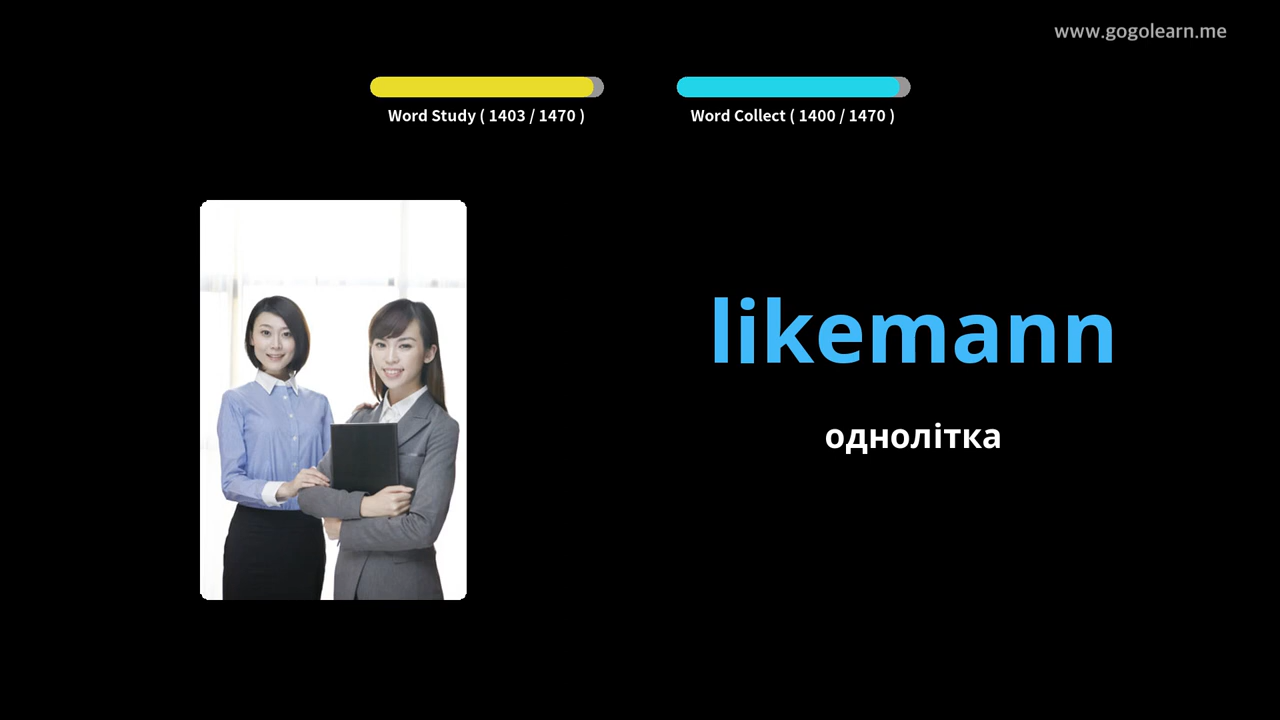 www.gogolearn.me
Word Study ( 1403 / 1470 )
Word Collect ( 1400 / 1470 )
likemann
однолітка